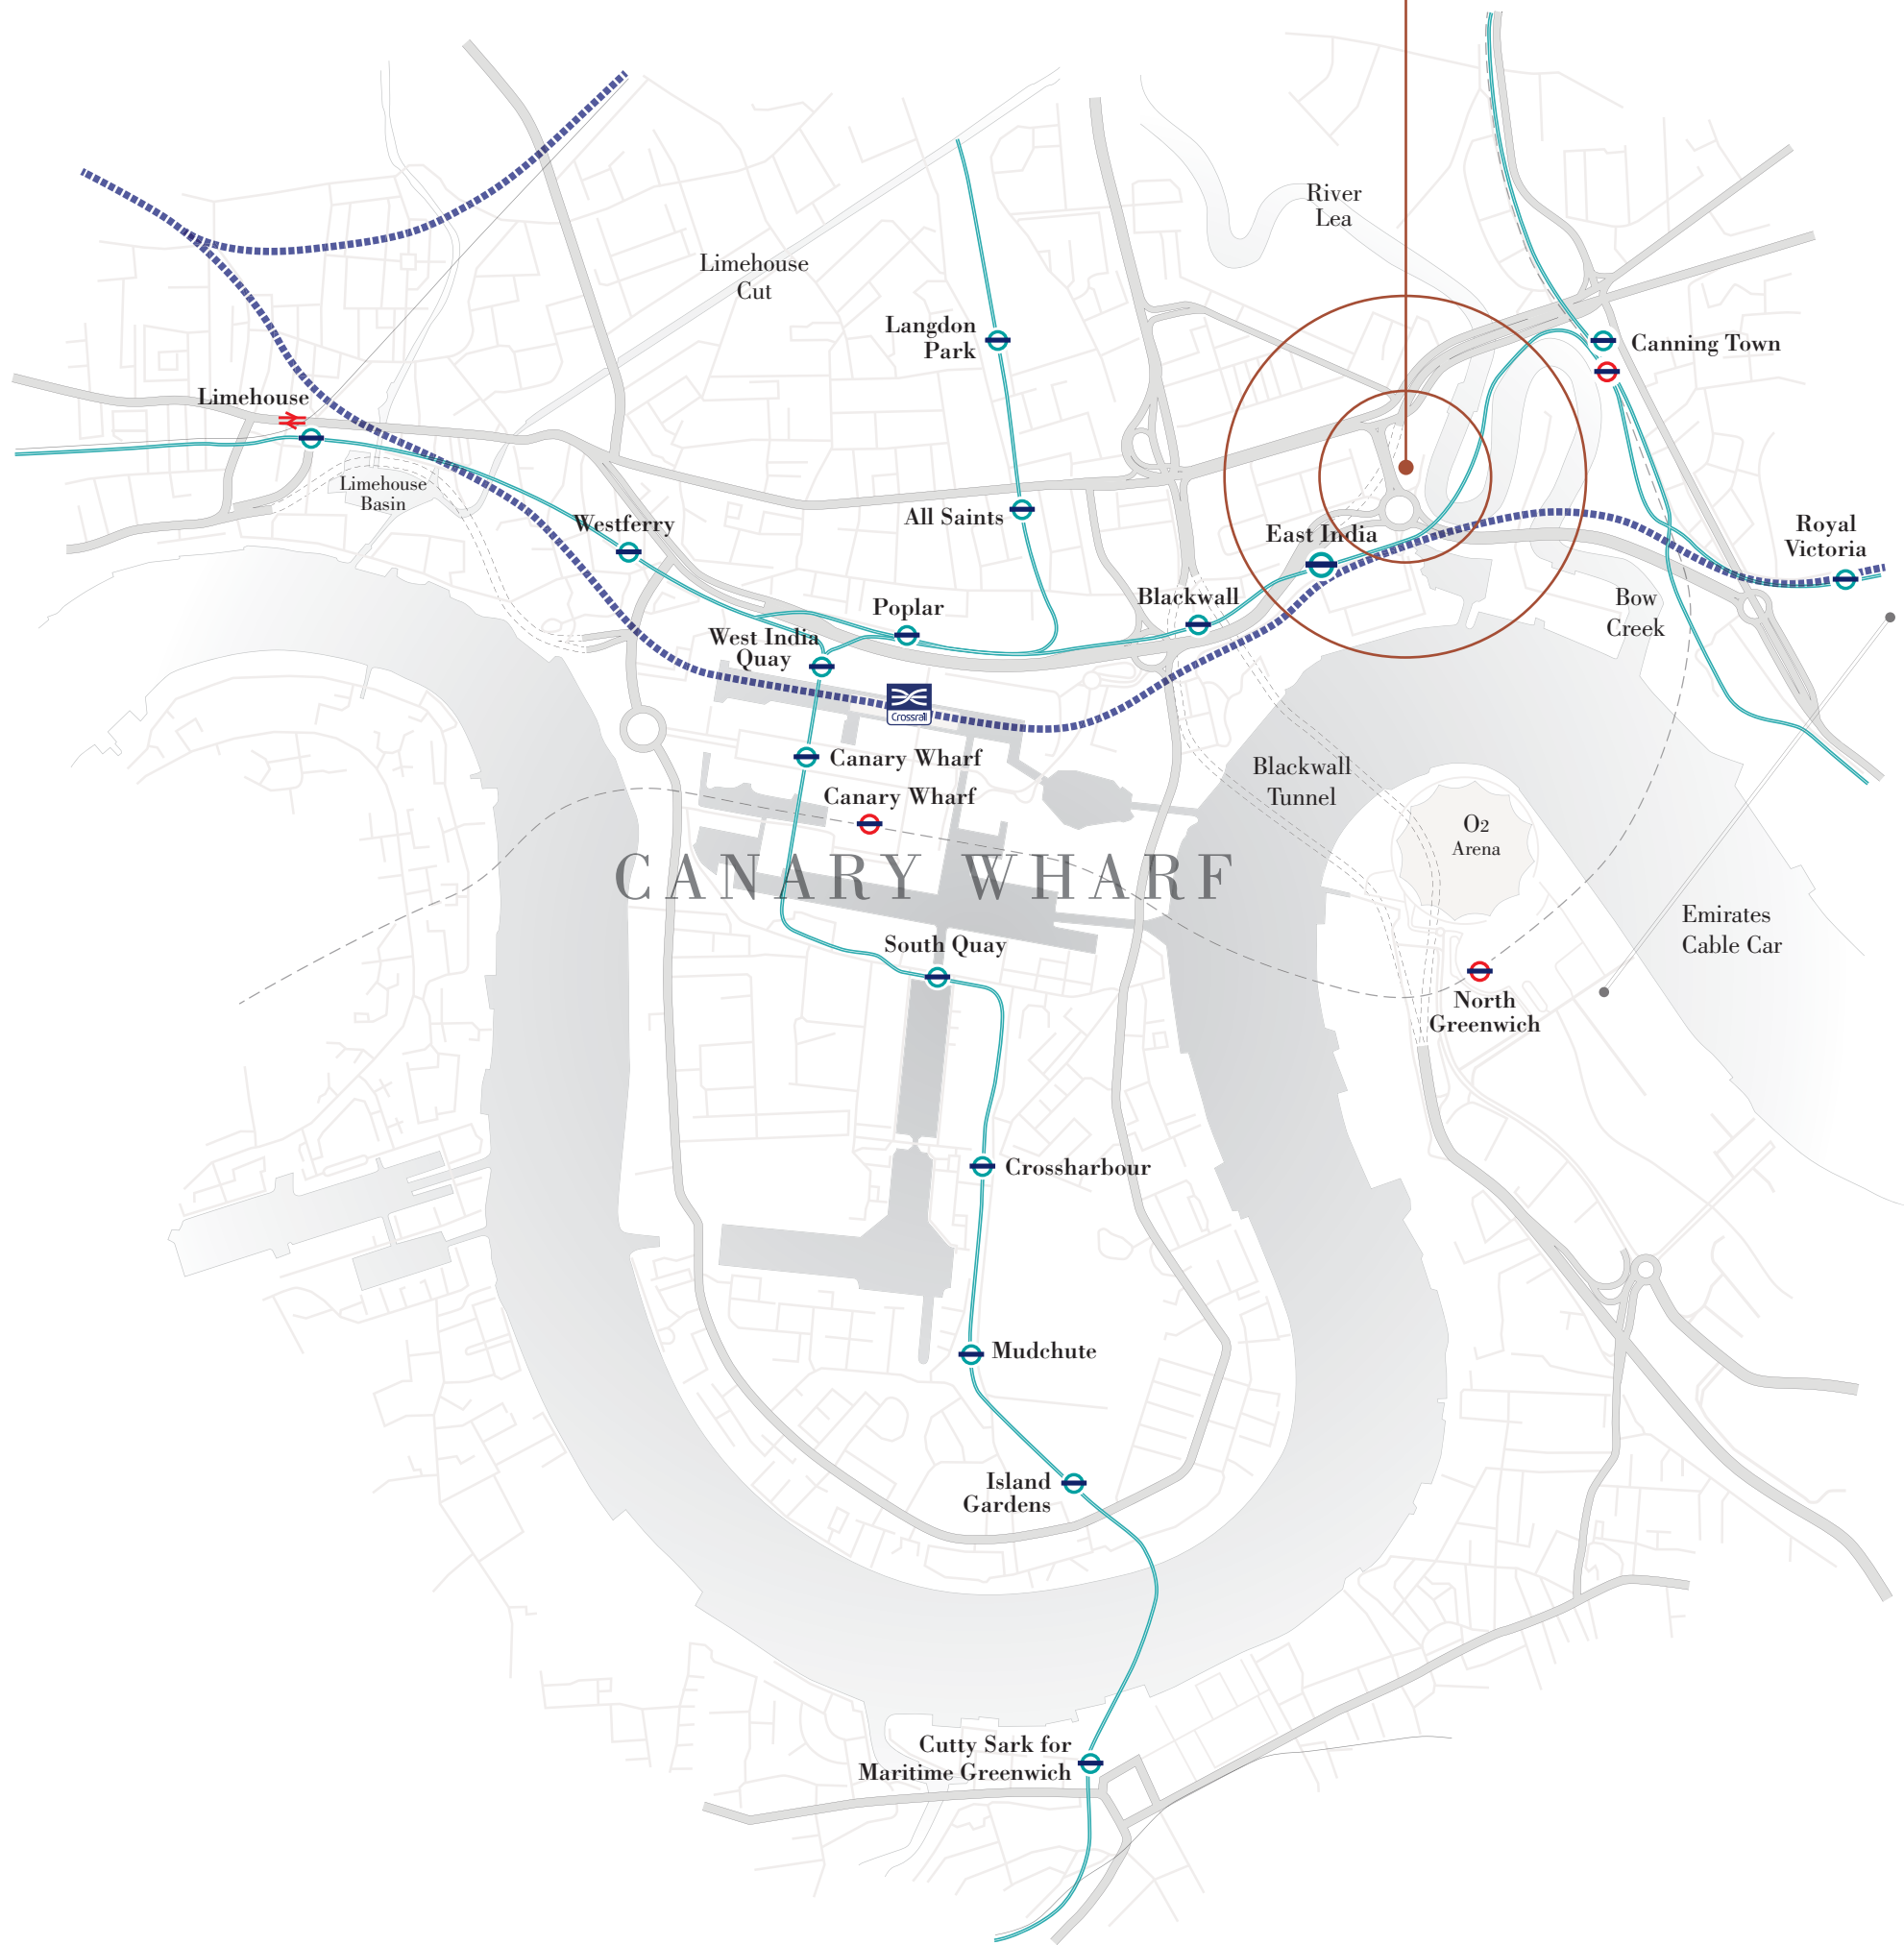 River
Lea
Limehouse
Cut
Langdon
Park
Canning Town
Limehouse
Limehouse
Basin
All Saints
Westferry
East India
Royal
Victoria
Blackwall
Bow
Creek
Poplar
West India
Quay
Crossrail
Canary Wharf
Canary Wharf
Blackwall
Tunnel
O2
Arena
CANARY WHARF
Emirates
Cable Car
South Quay
North
Greenwich
Crossharbour
Mudchute
Island
Gardens
Cutty Sark for
Maritime Greenwich